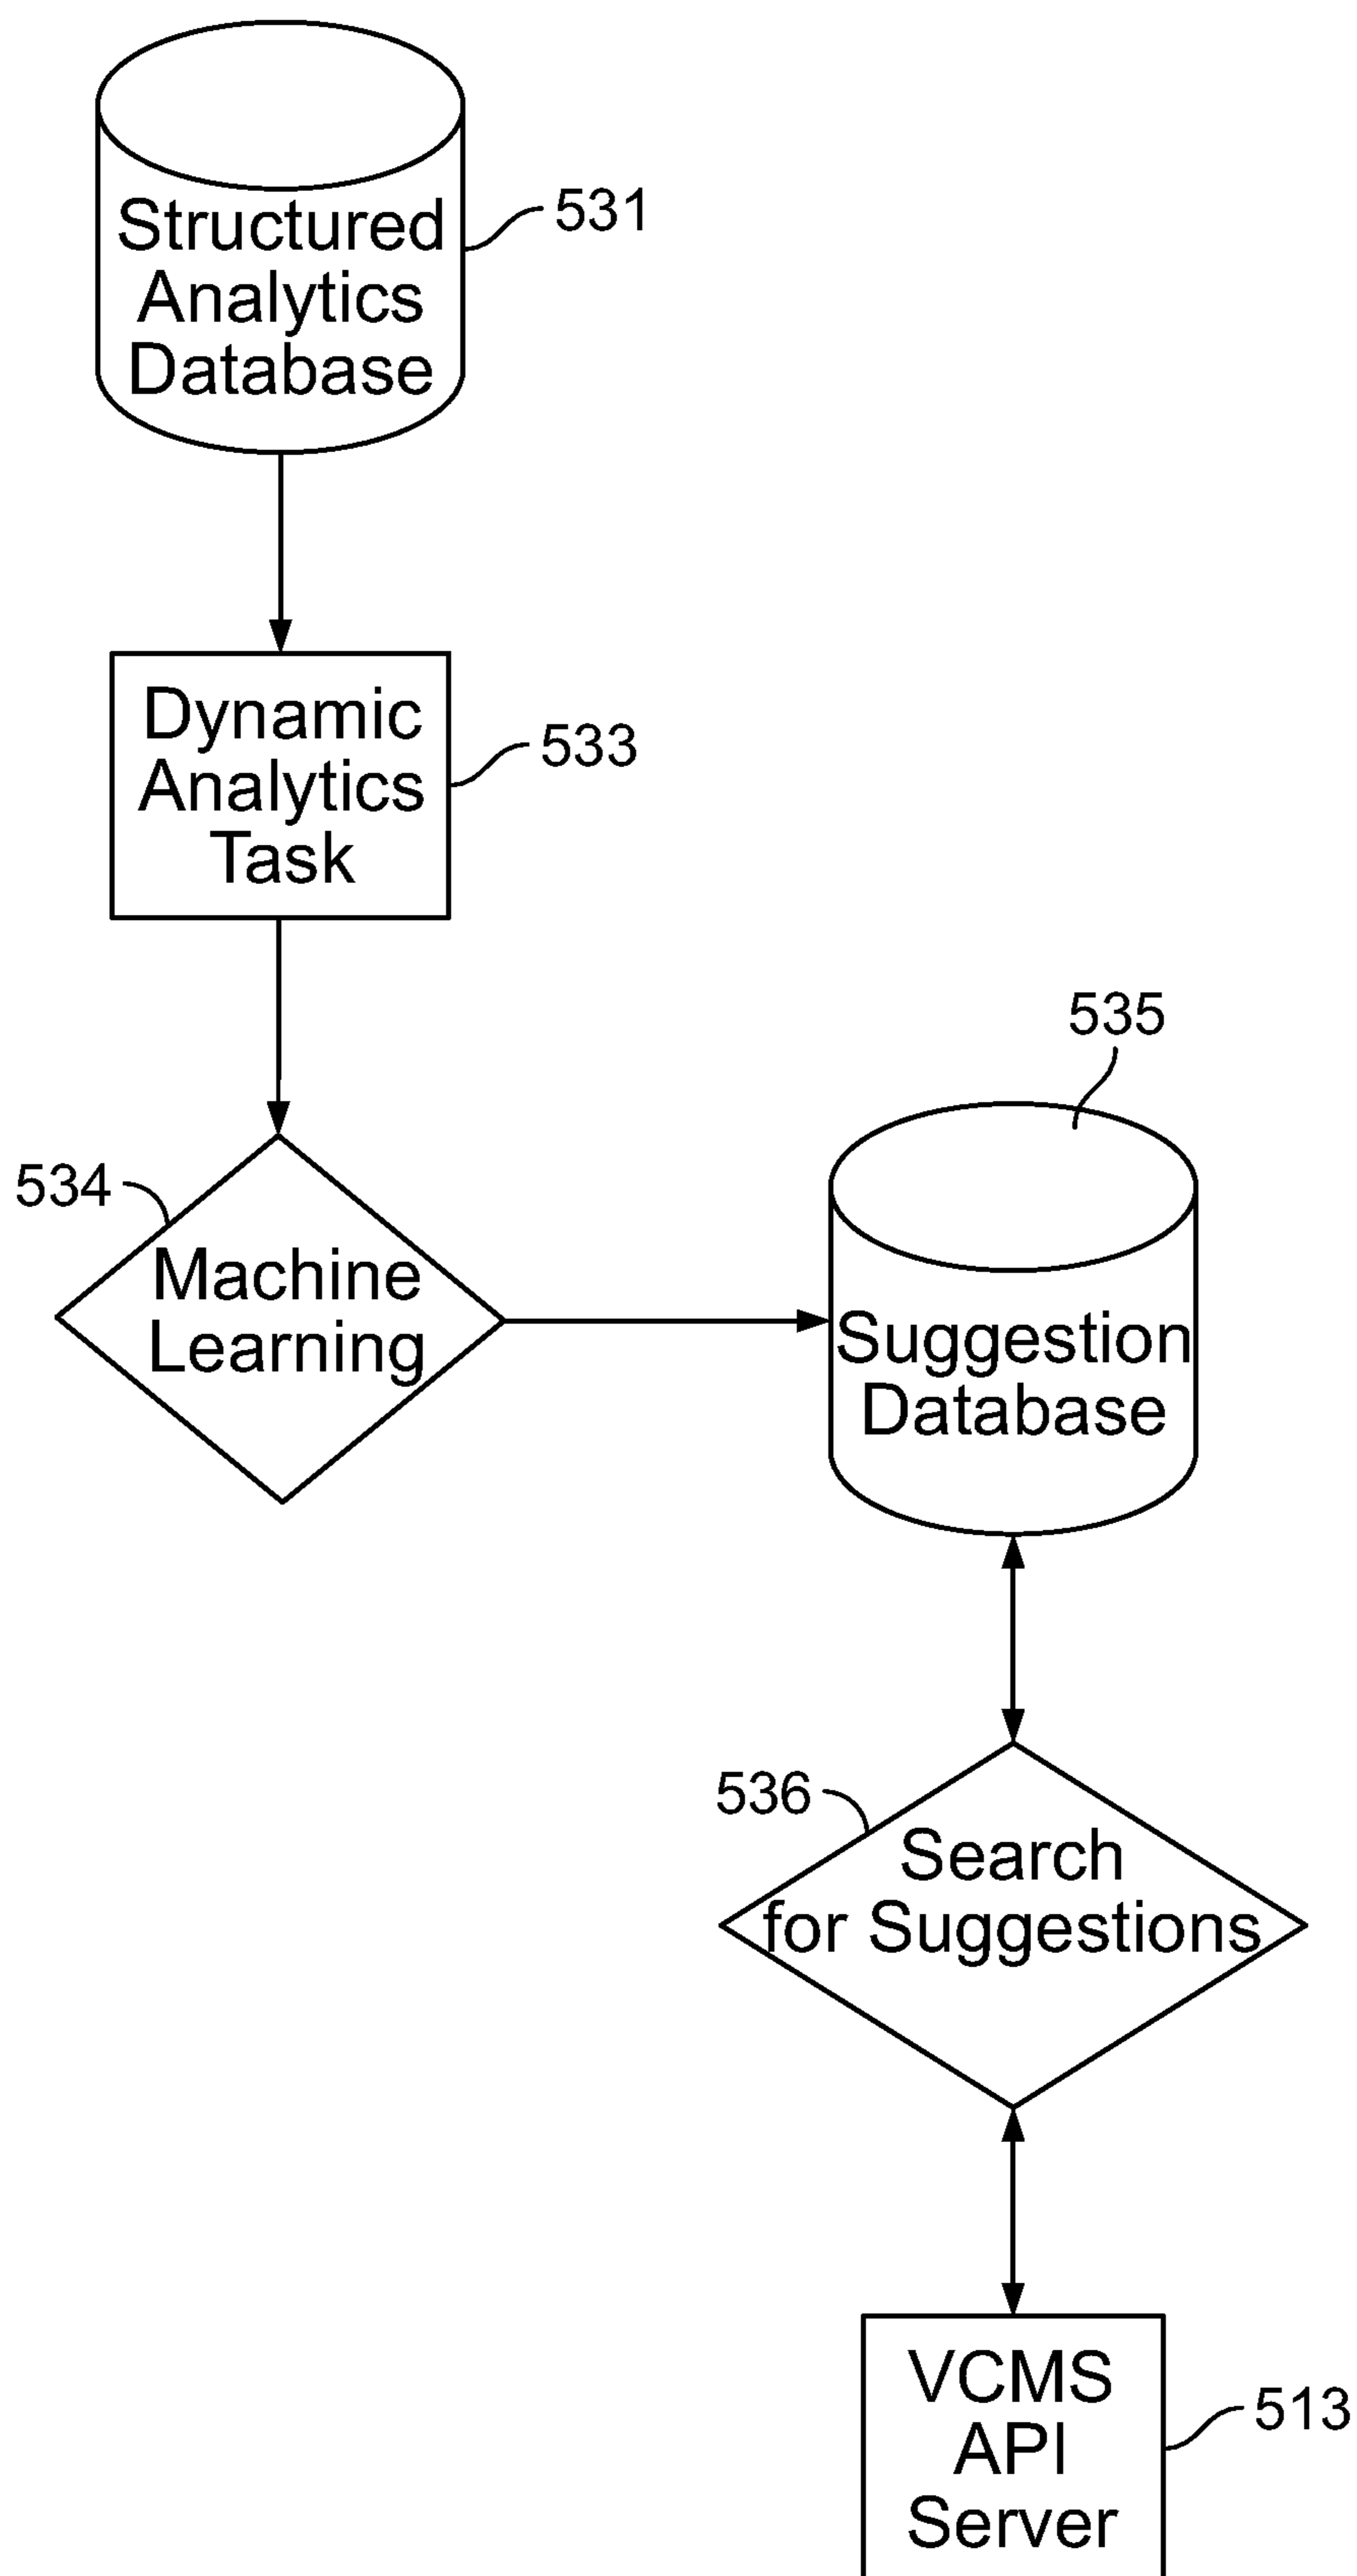 Structured
Analytics
Database
531
Dynamic
Analytics
Task
533
535
534
Machine
Learning
Suggestion
Database
536
Search
for Suggestions
VCMS
API
Server
513